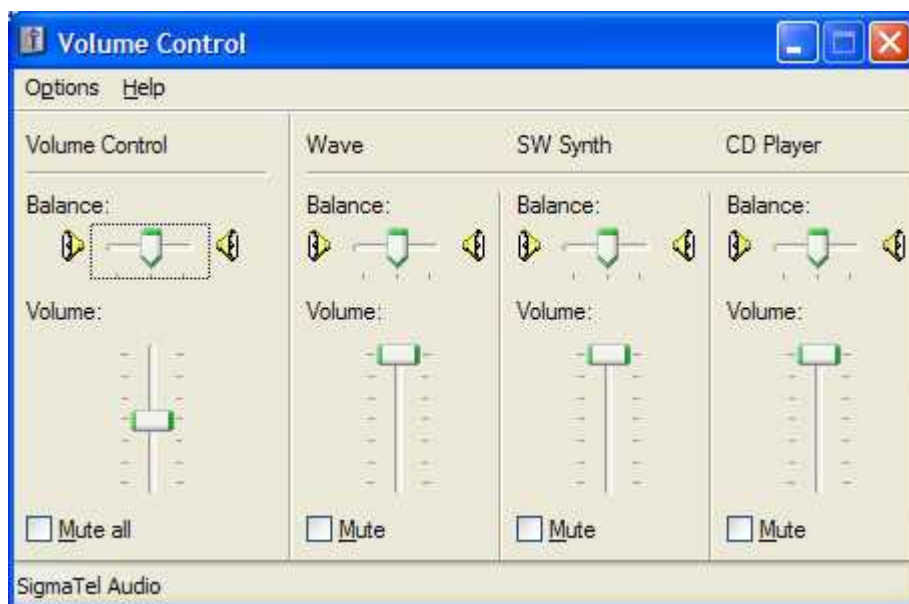 Volume Control
Options Help
Volume Control Wave SW Synth CD Player
Balance: Balance: Balance: Balance:
Volume: Volume: Volume: Volume:
Mute all Mute Mute Mute
SigmaTel Audio